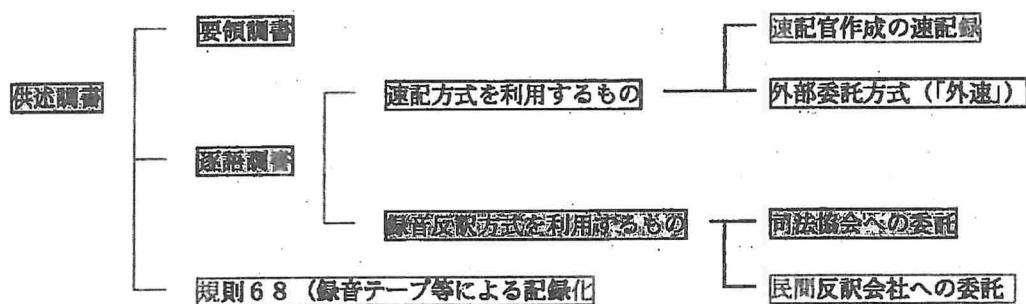 供述調書
要領調書
逐語調書
速記方式を利用するもの
速記官作成の速記録
外部委託方式（「外速」）
録音反訳方式を利用するもの
司法協会への委託
民間反訳会社への委託
規則６８（録音テープ等による記録化